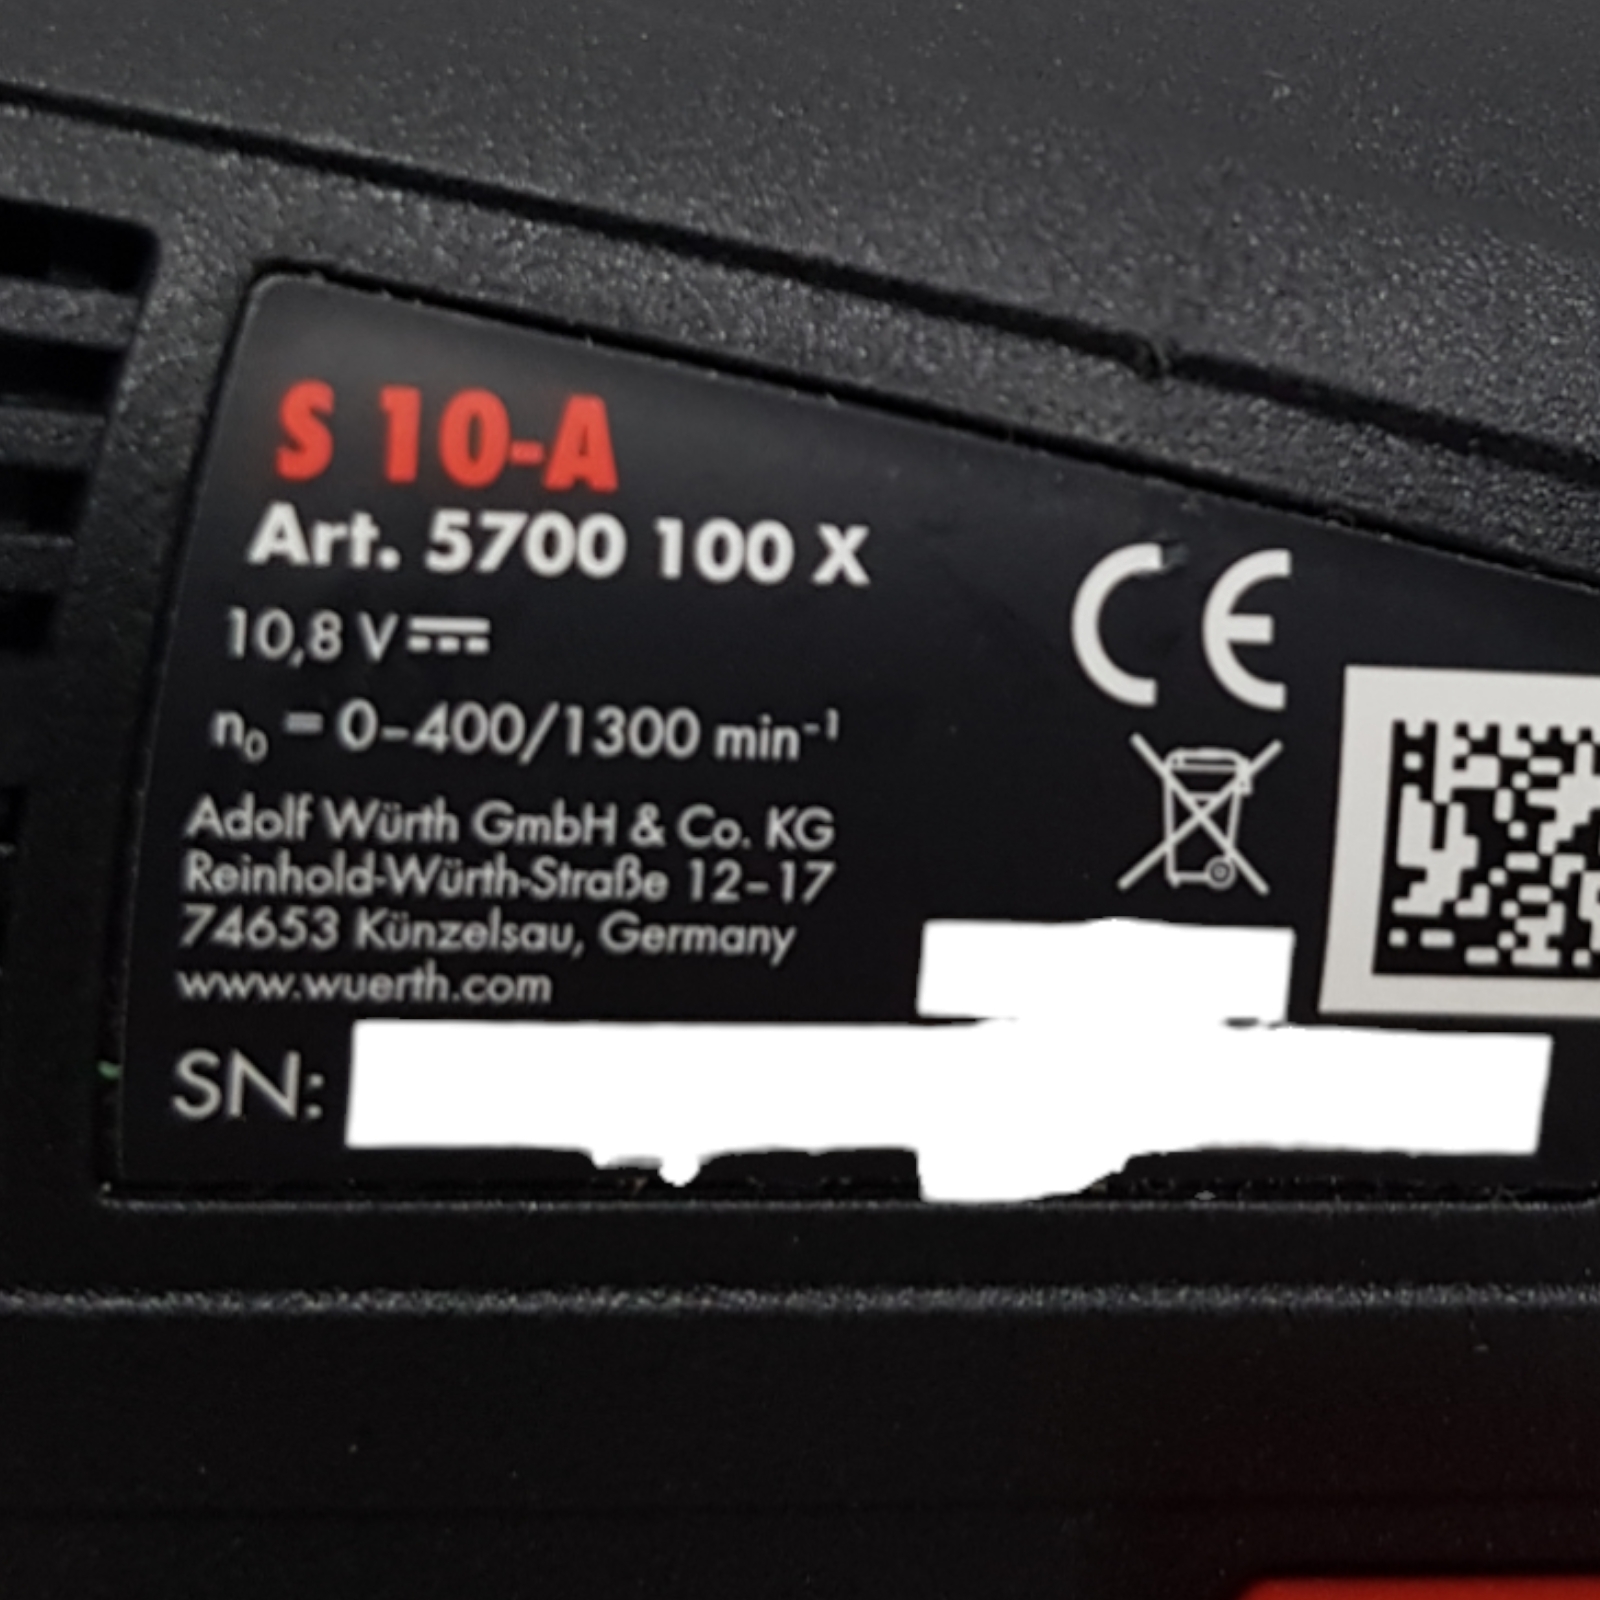 S 10-A
Art. 5700 100 X
10,8 V⎓
n₀ = 0–400/1300 min⁻¹
Adolf Würth GmbH & Co. KG
Reinhold-Würth-Straße 12–17
74653 Künzelsau, Germany
www.wuerth.com
SN:
CE